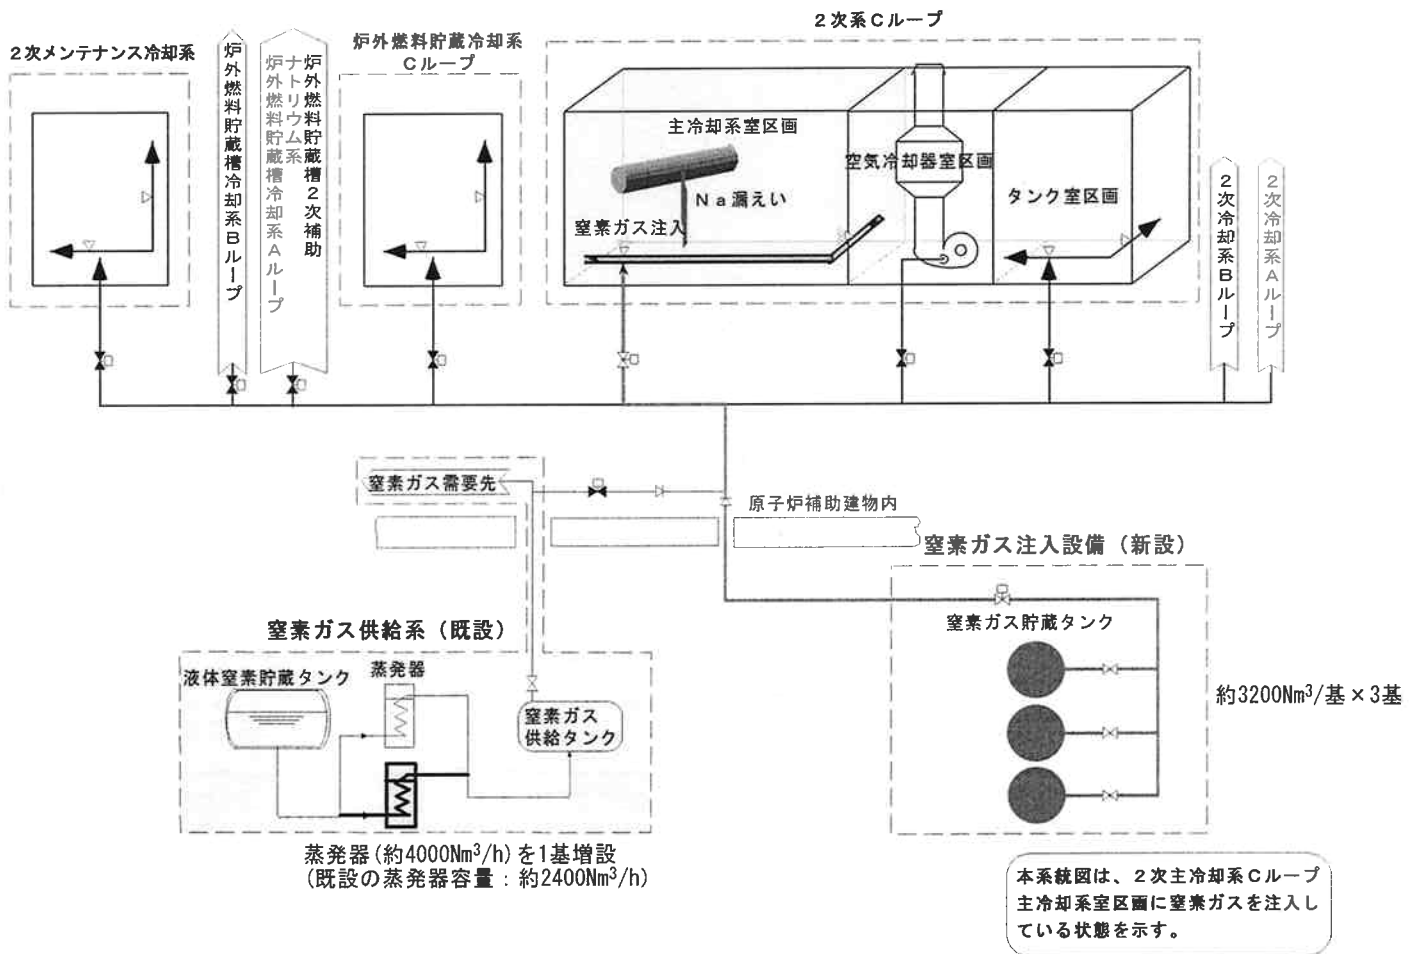 ２次系Ｃループ
２次メンテナンス冷却系
炉外燃料貯蔵槽冷却系Ｂループ
炉外燃料貯蔵槽２次補助
ナトリウム系
炉外燃料貯蔵槽冷却系Ａループ
炉外燃料貯蔵冷却系
Ｃループ
主冷却系室区画
空気冷却器室区画
タンク室区画
Ｎａ漏えい
窒素ガス注入
２次冷却系Ｂループ
２次冷却系Ａループ
窒素ガス需要先
原子炉補助建物内
窒素ガス注入設備（新設）
窒素ガス貯蔵タンク
約3200Nm³/基×3基
窒素ガス供給系（既設）
液体窒素貯蔵タンク
蒸発器
窒素ガス
供給タンク
蒸発器(約4000Nm³/h)を1基増設
(既設の蒸発器容量：約2400Nm³/h)
本系統図は、２次主冷却系Ｃループ
主冷却系室区画に窒素ガスを注入し
ている状態を示す。